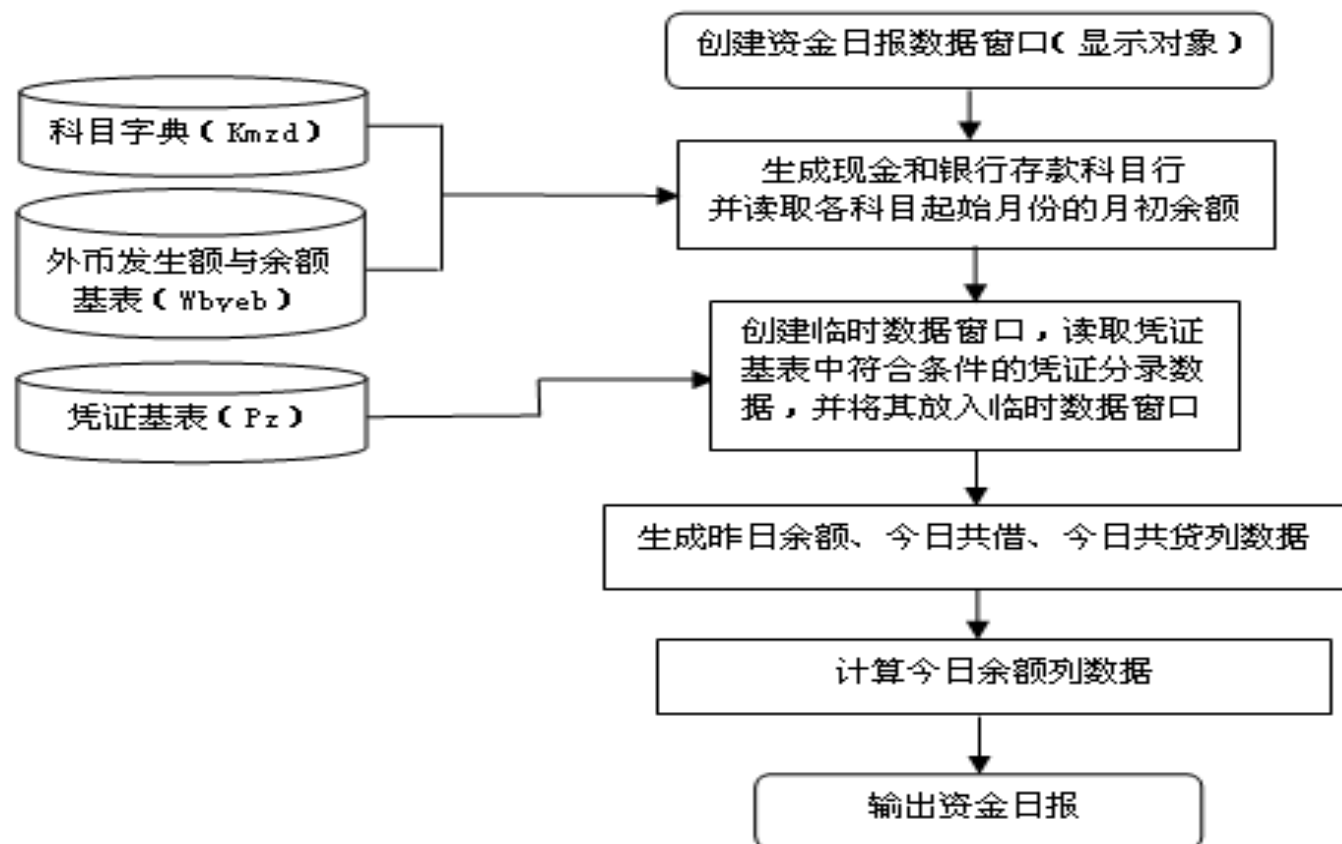 创建资金日报数据窗口(显示对象)
科目字典(Kmzd)
生成现金和银行存款科目行
并读取各科目起始月份的月初余额
外币发生额与余额
基表(Wbyeb)
创建临时数据窗口，读取凭证
基表中符合条件的凭证分录数
据，并将其放入临时数据窗口
凭证基表(Pz)
生成昨日余额、今日共借、今日共贷列数据
计算今日余额列数据
输出资金日报